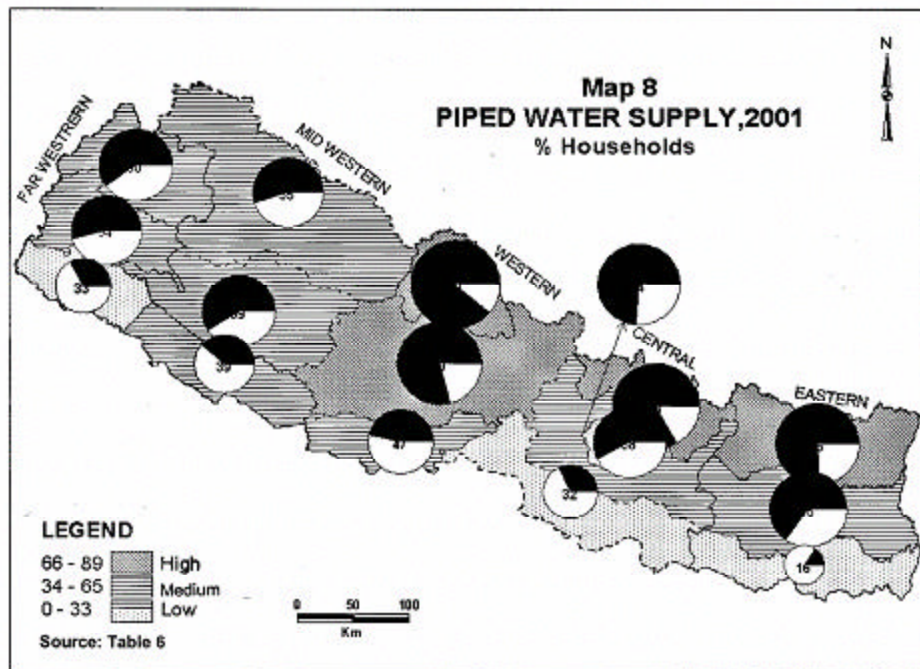 N
Map 8
PIPED WATER SUPPLY,2001
% Households
FAR WESTRERN
MID WESTERN
WESTERN
CENTRAL
EASTERN
33
39
47
32
16
LEGEND
66 - 89 High
34 - 65 Medium
0 - 33 Low
0 50 100
Km
Source: Table 6